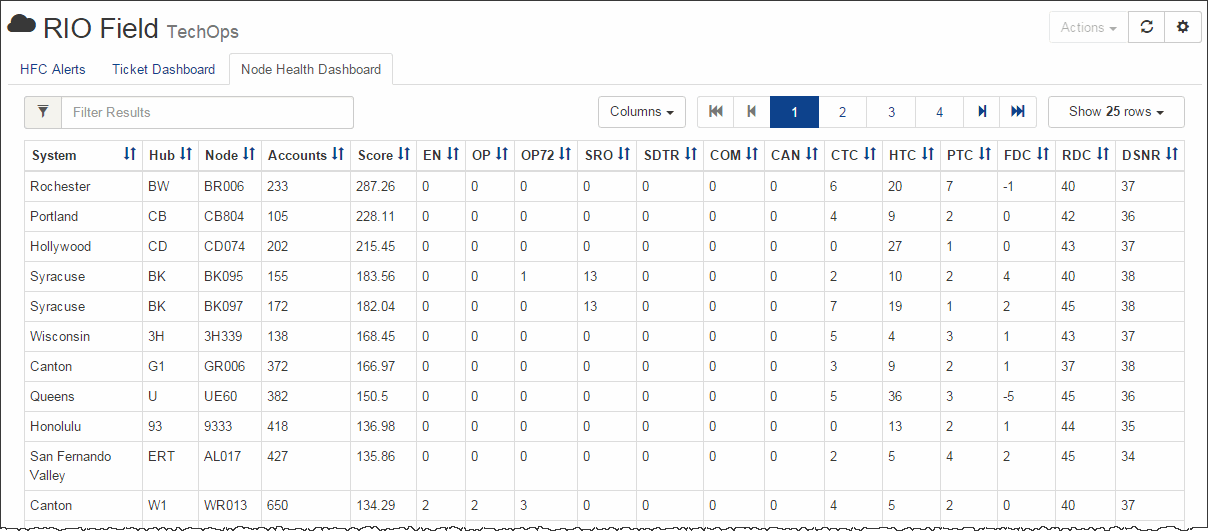 RIO Field TechOps
Actions
HFC Alerts Ticket Dashboard Node Health Dashboard
Filter Results Columns 1 2 3 4 Show 25 rows
System Hub Node Accounts Score EN OP OP72 SRO SDTR COM CAN CTC HTC PTC FDC RDC DSNR
Rochester BW BR006 233 287.26 0 0 0 0 0 0 0 6 20 7 -1 40 37
Portland CB CB804 105 228.11 0 0 0 0 0 0 0 4 9 2 0 42 36
Hollywood CD CD074 202 215.45 0 0 0 0 0 0 0 0 27 1 0 43 37
Syracuse BK BK095 155 183.56 0 0 1 13 0 0 0 2 10 2 4 40 38
Syracuse BK BK097 172 182.04 0 0 0 13 0 0 0 7 19 1 2 45 38
Wisconsin 3H 3H339 138 168.45 0 0 0 0 0 0 0 5 4 3 1 43 37
Canton G1 GR006 372 166.97 0 0 0 0 0 0 0 3 9 2 1 37 38
Queens U UE60 382 150.5 0 0 0 0 0 0 0 5 36 3 -5 45 36
Honolulu 93 9333 418 136.98 0 0 0 0 0 0 0 0 13 2 1 44 35
San Fernando ERT AL017 427 135.86 0 0 0 0 0 0 0 2 5 4 2 45 34
Valley
Canton W1 WR013 650 134.29 2 2 3 0 0 0 0 4 5 2 0 40 37